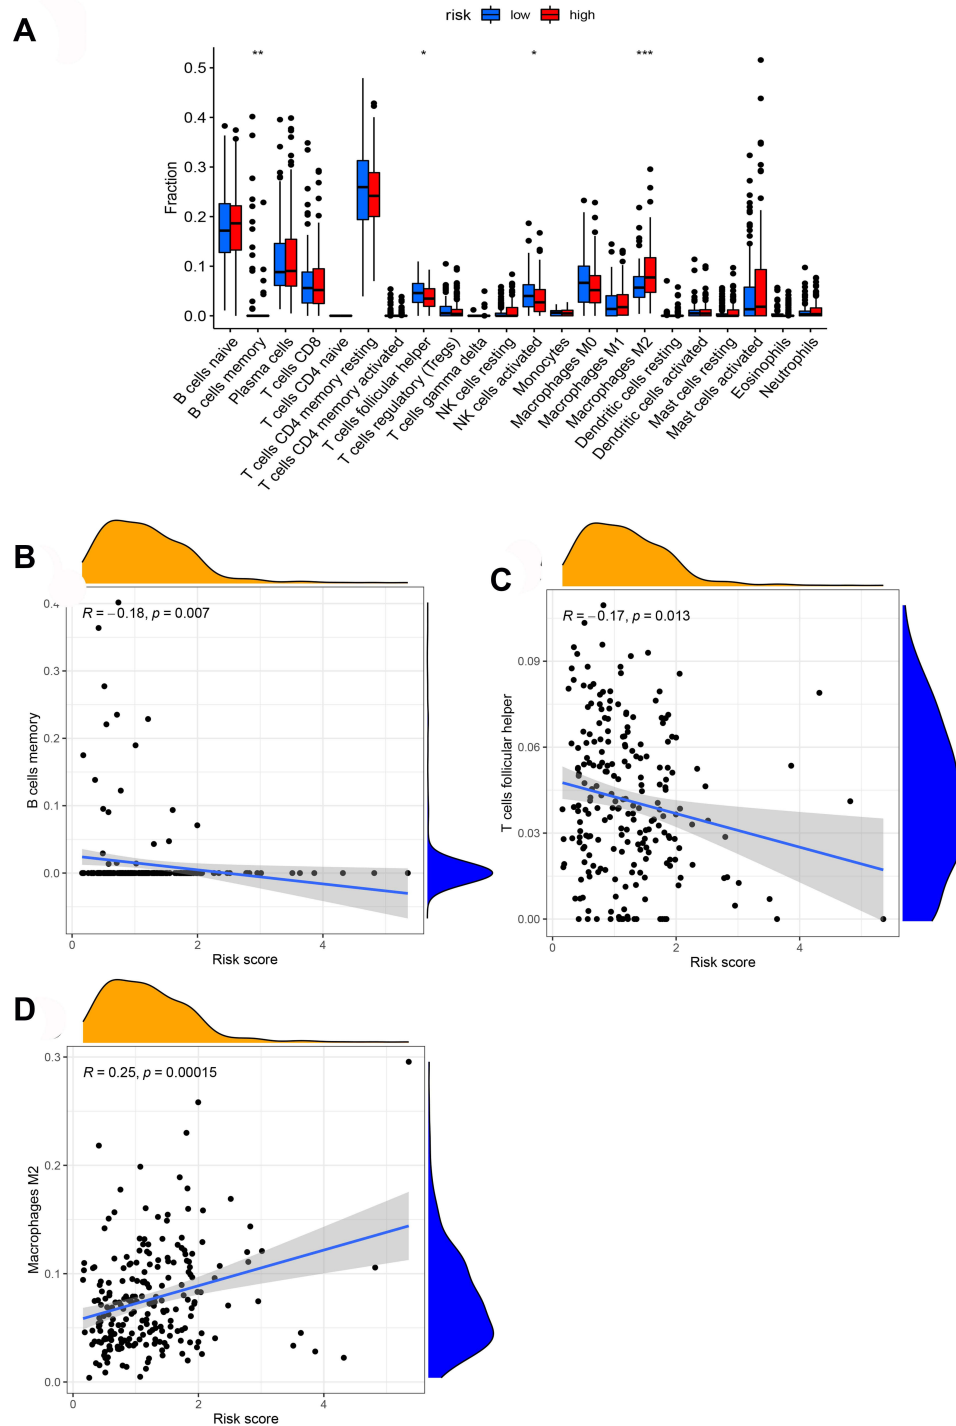 A
risk low high
** * * ***
Fraction
0.5
0.4
0.3
0.2
0.1
0.0
B cells naive
B cells memory
Plasma cells
T cells CD8
T cells CD4 naive
T cells CD4 memory resting
T cells CD4 memory activated
T cells follicular helper
T cells regulatory (Tregs)
T cells gamma delta
NK cells resting
NK cells activated
Monocytes
Macrophages M0
Macrophages M1
Macrophages M2
Dendritic cells resting
Dendritic cells activated
Mast cells resting
Mast cells activated
Eosinophils
Neutrophils
B
R = −0.18, p = 0.007
B cells memory
0.4
0.3
0.2
0.1
0.0
0 2 4
Risk score
C
R = −0.17, p = 0.013
T cells follicular helper
0.09
0.06
0.03
0.00
0 2 4
Risk score
D
R = 0.25, p = 0.00015
Macrophages M2
0.3
0.2
0.1
0.0
0 2 4
Risk score